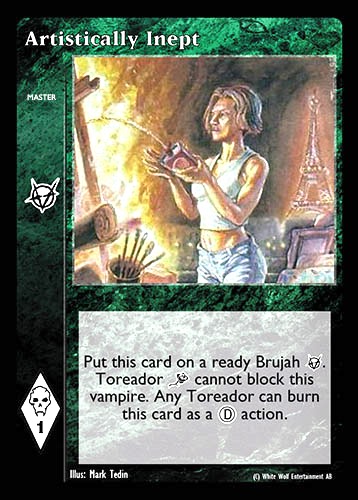 Artistically Inept
MASTER
Put this card on a ready Brujah .
Toreador cannot block this
vampire. Any Toreador can burn
this card as a Ⓓ action.
1
Illus: Mark Tedin
(C) White Wolf Entertainment AB